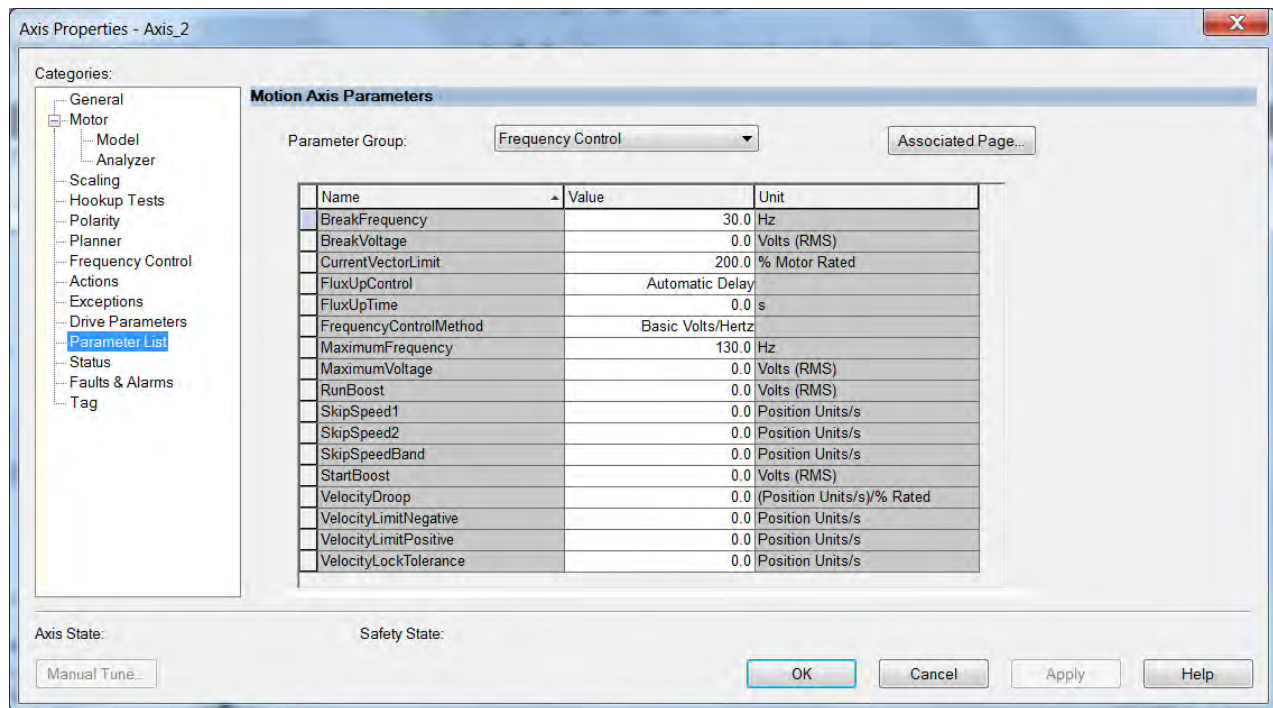 Axis Properties - Axis_2
X
Categories:
General
Motor
Model
Analyzer
Scaling
Hookup Tests
Polarity
Planner
Frequency Control
Actions
Exceptions
Drive Parameters
Parameter List
Status
Faults & Alarms
Tag
Motion Axis Parameters
Parameter Group: Frequency Control Associated Page...
Name Value Unit
BreakFrequency 30.0 Hz
BreakVoltage 0.0 Volts (RMS)
CurrentVectorLimit 200.0 % Motor Rated
FluxUpControl Automatic Delay
FluxUpTime 0.0 s
FrequencyControlMethod Basic Volts/Hertz
MaximumFrequency 130.0 Hz
MaximumVoltage 0.0 Volts (RMS)
RunBoost 0.0 Volts (RMS)
SkipSpeed1 0.0 Position Units/s
SkipSpeed2 0.0 Position Units/s
SkipSpeedBand 0.0 Position Units/s
StartBoost 0.0 Volts (RMS)
VelocityDroop 0.0 (Position Units/s)/% Rated
VelocityLimitNegative 0.0 Position Units/s
VelocityLimitPositive 0.0 Position Units/s
VelocityLockTolerance 0.0 Position Units/s
Axis State: Safety State:
Manual Tune... OK Cancel Apply Help